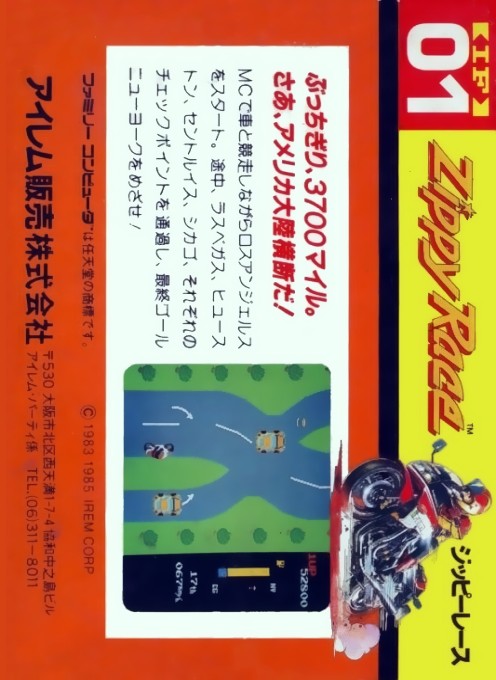 <IF>
01
Zippy Race™
ジッピーレース
ぶっちぎり、3700マイル。
さあ、アメリカ大陸横断だ!
MCで車と競走しながらロスアンジェルス
をスタート。途中、ラスベガス、ヒュース
トン、セントルイス、シカゴ、それぞれの
チェックポイントを通過し、最終ゴール
ニューヨークをめざせ!
1UP
52800
NY
LA
17th
067㎞/h
ファミリー コンピュータ™は任天堂の商標です。
© 1983 1985 IREM CORP
アイレム販売株式会社
〒530 大阪市北区西天満1-7-4 協和中之島ビル
アイレム・パーティ係 TEL.(06)311-8011